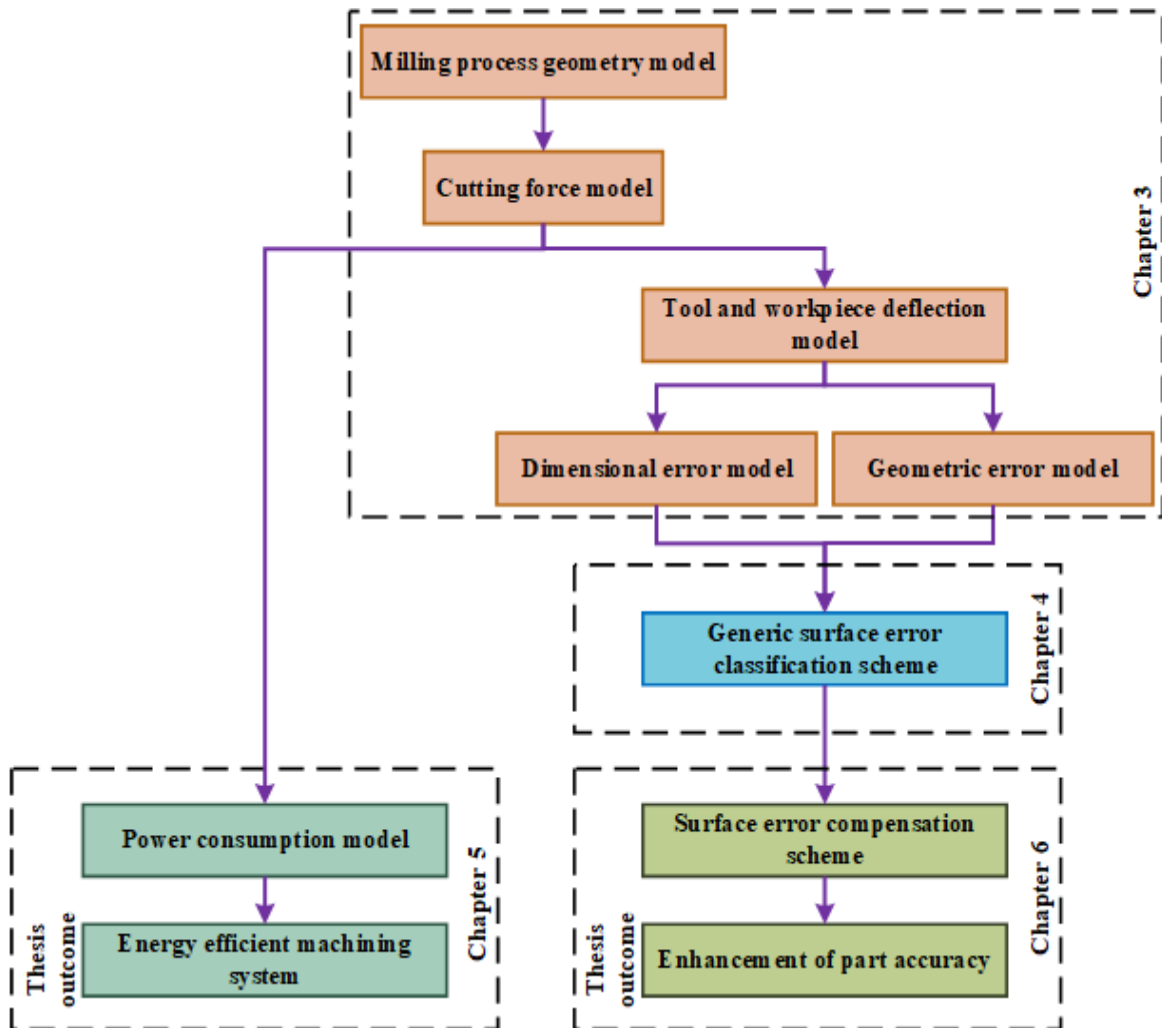 Milling process geometry model
Cutting force model
Chapter 3
Tool and workpiece deflection
model
Dimensional error model
Geometric error model
Generic surface error
classification scheme
Chapter 4
Power consumption model
Energy efficient machining
system
Thesis
outcome
Chapter 5
Surface error compensation
scheme
Enhancement of part accuracy
Thesis
outcome
Chapter 6